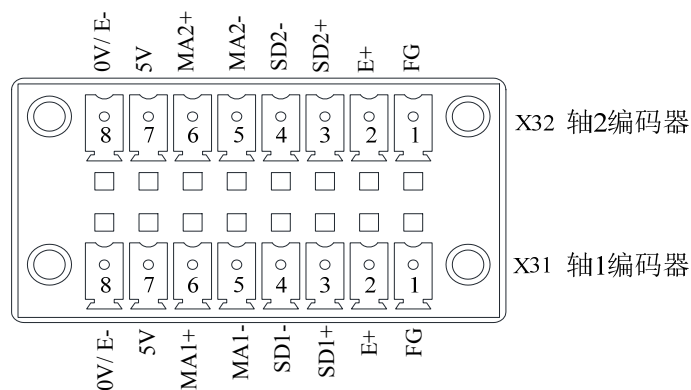 0V/ E- 5V MA2+ MA2- SD2- SD2+ E+ FG
8 7 6 5 4 3 2 1
X32 轴2编码器
8 7 6 5 4 3 2 1
X31 轴1编码器
0V/ E- 5V MA1+ MA1- SD1- SD1+ E+ FG